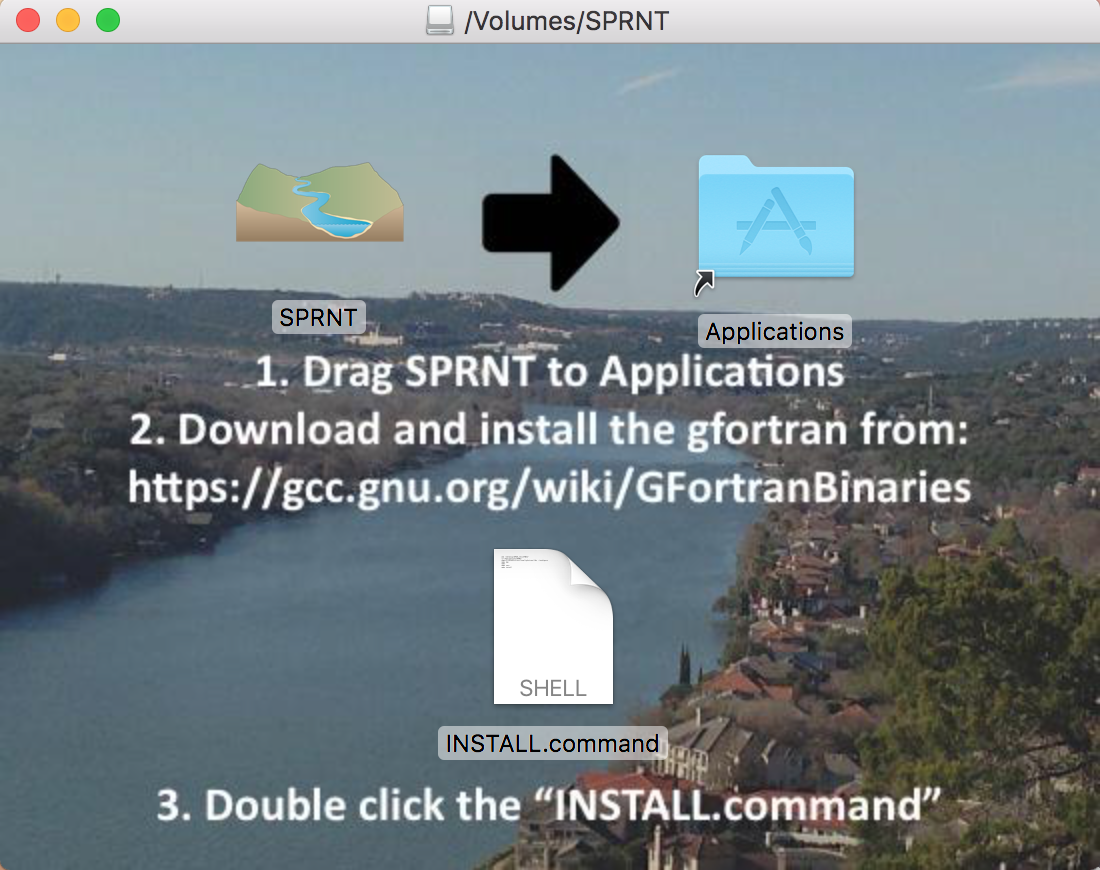 /Volumes/SPRNT
SPRNT
Applications
1. Drag SPRNT to Applications
2. Download and install the gfortran from:
https://gcc.gnu.org/wiki/GFortranBinaries
SHELL
INSTALL.command
3. Double click the “INSTALL.command”